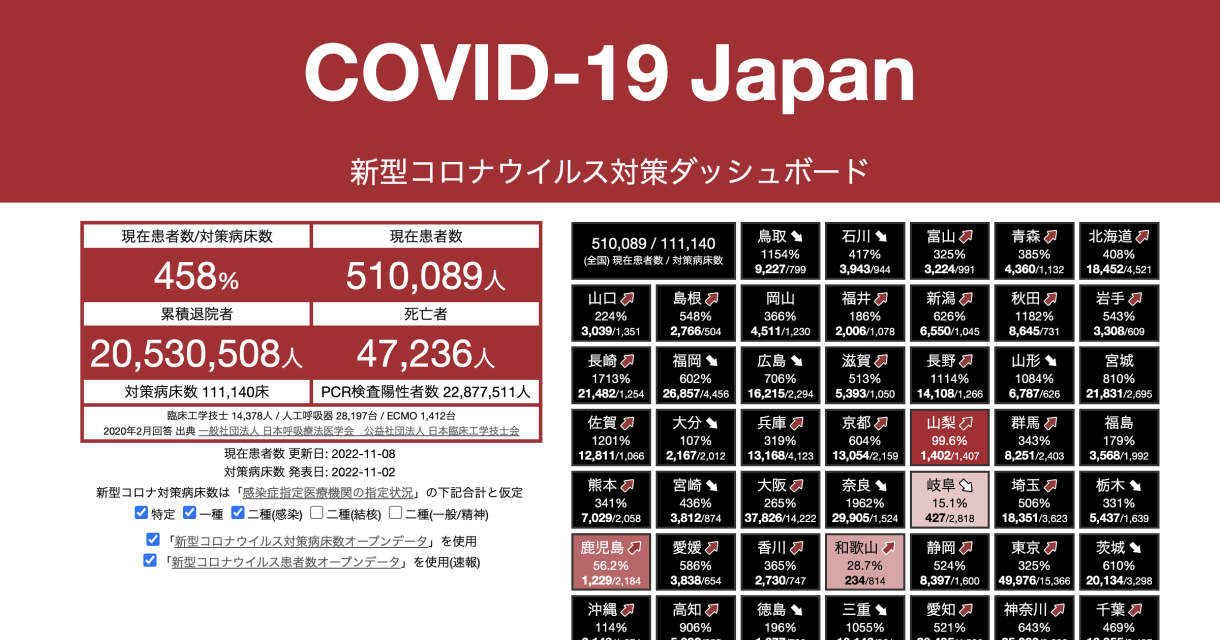 COVID-19 Japan
新型コロナウイルス対策ダッシュボード
現在患者数/対策病床数
現在患者数
458%
510,089人
累積退院者
死亡者
20,530,508人
47,236人
対策病床数 111,140床
PCR検査陽性者数 22,877,511人
臨床工学技士 14,378人 / 人工呼吸器 28,197台 / ECMO 1,412台
2020年2月回答 出典 一般社団法人 日本呼吸療法医学会 公益社団法人 日本臨床工学技士会
現在患者数 更新日: 2022-11-08
対策病床数 発表日: 2022-11-02
新型コロナ対策病床数は「感染症指定医療機関の指定状況」の下記合計と仮定
特定 一種 二種(感染) 二種(結核) 二種(一般/精神)
「新型コロナウイルス対策病床数オープンデータ」を使用
「新型コロナウイルス患者数オープンデータ」を使用(速報)
510,089 / 111,140
(全国) 現在患者数 / 対策病床数
鳥取
1154%
9,227/799
石川
417%
3,943/944
富山
325%
3,224/991
青森
385%
4,360/1,132
北海道
408%
18,452/4,521
山口
224%
3,039/1,351
島根
548%
2,766/504
岡山
366%
4,511/1,230
福井
186%
2,006/1,078
新潟
626%
6,550/1,045
秋田
1182%
8,645/731
岩手
543%
3,308/609
長崎
1713%
21,482/1,254
福岡
602%
26,857/4,456
広島
706%
16,215/2,294
滋賀
513%
5,393/1,050
長野
1114%
14,108/1,266
山形
1084%
6,787/626
宮城
810%
21,831/2,695
佐賀
1201%
12,811/1,066
大分
107%
2,167/2,012
兵庫
319%
13,168/4,123
京都
604%
13,054/2,159
山梨
99.6%
1,402/1,407
群馬
343%
8,251/2,403
福島
179%
3,568/1,992
熊本
341%
7,029/2,058
宮崎
436%
3,812/874
大阪
265%
37,826/14,222
奈良
1962%
29,905/1,524
岐阜
15.1%
427/2,818
埼玉
506%
18,351/3,623
栃木
331%
5,437/1,639
鹿児島
56.2%
1,229/2,184
愛媛
586%
3,838/654
香川
365%
2,730/747
和歌山
28.7%
234/814
静岡
524%
8,397/1,600
東京
325%
49,976/15,366
茨城
610%
20,134/3,298
沖縄
114%
高知
906%
徳島
196%
三重
1055%
愛知
521%
神奈川
643%
千葉
469%